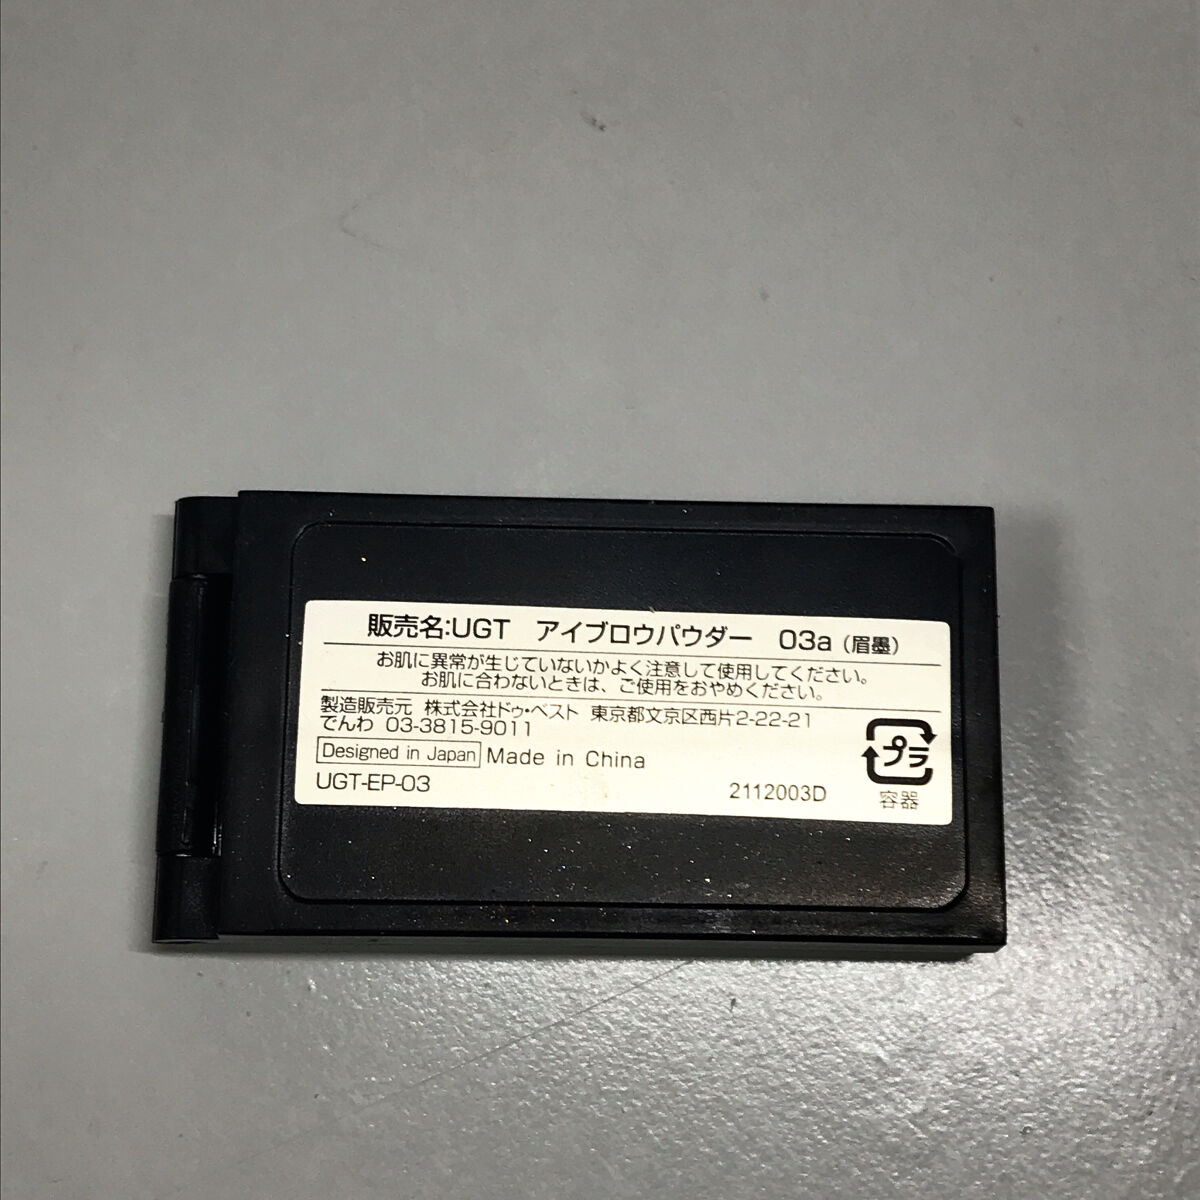 販売名:UGT アイブロウパウダー 03a（眉墨）
お肌に異常が生じていないかよく注意して使用してください。
お肌に合わないときは、ご使用をおやめください。
製造販売元 株式会社ドゥ・ベスト 東京都文京区西片2-22-21
でんわ 03-3815-9011
Designed in Japan Made in China
UGT-EP-03
2112003D
プラ
容器